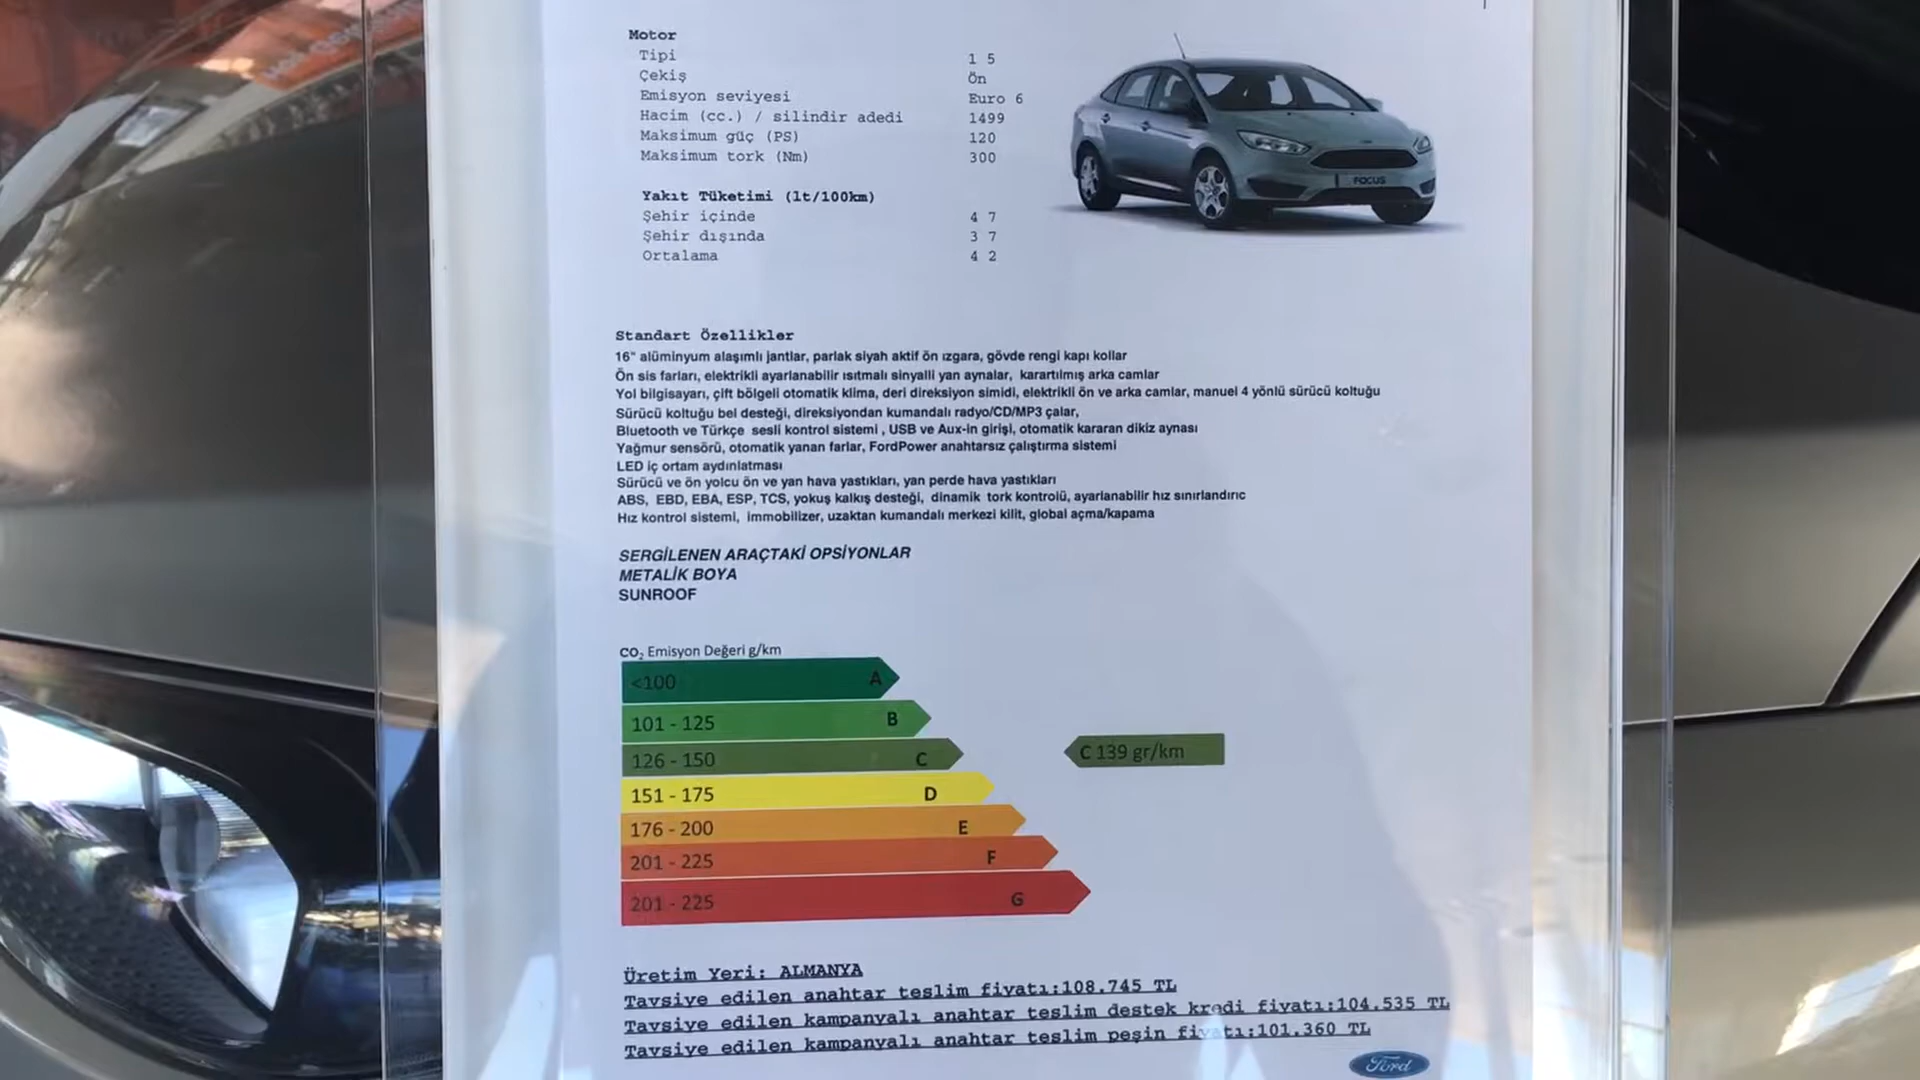 Motor
Tipi 1 5
Çekiş Ön
Emisyon seviyesi Euro 6
Hacim (cc.) / silindir adedi 1499
Maksimum güç (PS) 120
Maksimum tork (Nm) 300
Yakıt Tüketimi (lt/100km)
Şehir içinde 4 7
Şehir dışında 3 7
Ortalama 4 2
FOCUS
Standart Özellikler
16" alüminyum alaşımlı jantlar, parlak siyah aktif ön ızgara, gövde rengi kapı kollar
Ön sis farları, elektrikli ayarlanabilir ısıtmalı sinyalli yan aynalar, karartılmış arka camlar
Yol bilgisayarı, çift bölgeli otomatik klima, deri direksiyon simidi, elektrikli ön ve arka camlar, manuel 4 yönlü sürücü koltuğu
Sürücü koltuğu bel desteği, direksiyondan kumandalı radyo/CD/MP3 çalar,
Bluetooth ve Türkçe sesli kontrol sistemi , USB ve Aux-in girişi, otomatik kararan dikiz aynası
Yağmur sensörü, otomatik yanan farlar, FordPower anahtarsız çalıştırma sistemi
LED iç ortam aydınlatması
Sürücü ve ön yolcu ön ve yan hava yastıkları, yan perde hava yastıkları
ABS, EBD, EBA, ESP, TCS, yokuş kalkış desteği, dinamik tork kontrolü, ayarlanabilir hız sınırlandırıc
Hız kontrol sistemi, immobilizer, uzaktan kumandalı merkezi kilit, global açma/kapama
SERGİLENEN ARAÇTAKİ OPSİYONLAR
METALİK BOYA
SUNROOF
CO₂ Emisyon Değeri g/km
<100 A
101 - 125 B
126 - 150 C
C 139 gr/km
151 - 175 D
176 - 200 E
201 - 225 F
201 - 225 G
Üretim Yeri: ALMANYA
Tavsiye edilen anahtar teslim fiyatı:108.745 TL
Tavsiye edilen kampanyalı anahtar teslim destek kredi fiyatı:104.535 TL
Tavsiye edilen kampanyalı anahtar teslim peşin fiyatı:101.360 TL
Ford